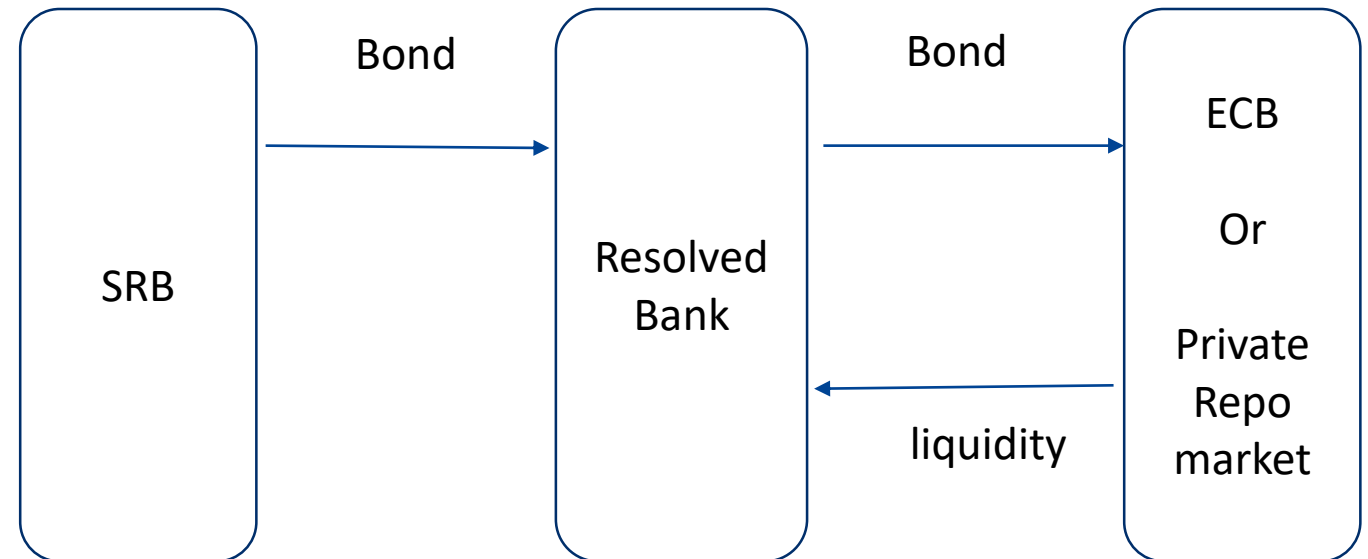 SRB
Bond
Resolved
Bank
Bond
liquidity
ECB
Or
Private
Repo
market